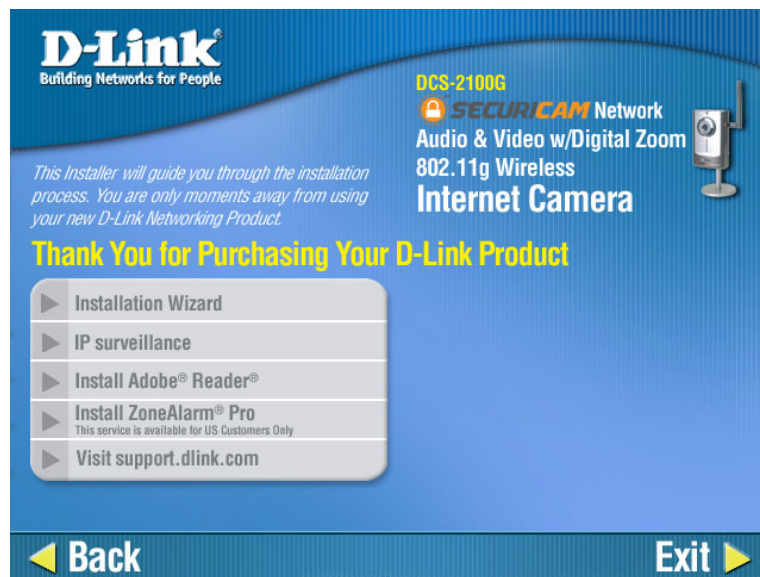 D-Link®
Building Networks for People
DCS-2100G
SECURICAM Network
Audio & Video w/Digital Zoom
802.11g Wireless
Internet Camera
This Installer will guide you through the installation
process. You are only moments away from using
your new D-Link Networking Product.
Thank You for Purchasing Your D-Link Product
Installation Wizard
IP surveillance
Install Adobe® Reader®
Install ZoneAlarm® Pro
This service is available for US Customers Only
Visit support.dlink.com
Back
Exit